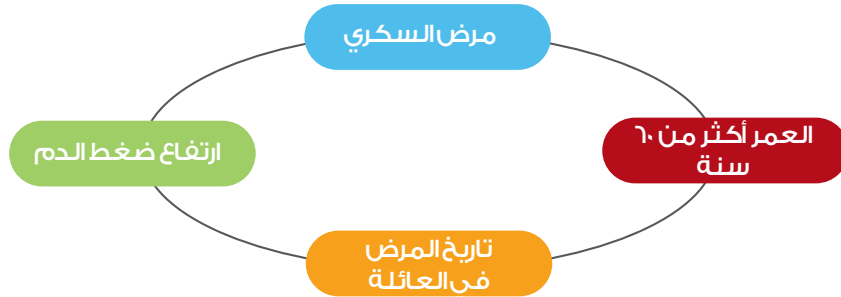 مرض السكري
العمر أكثر من ٦٠
سنة
ارتفاع ضغط الدم
تاريخ المرض
في العائلة